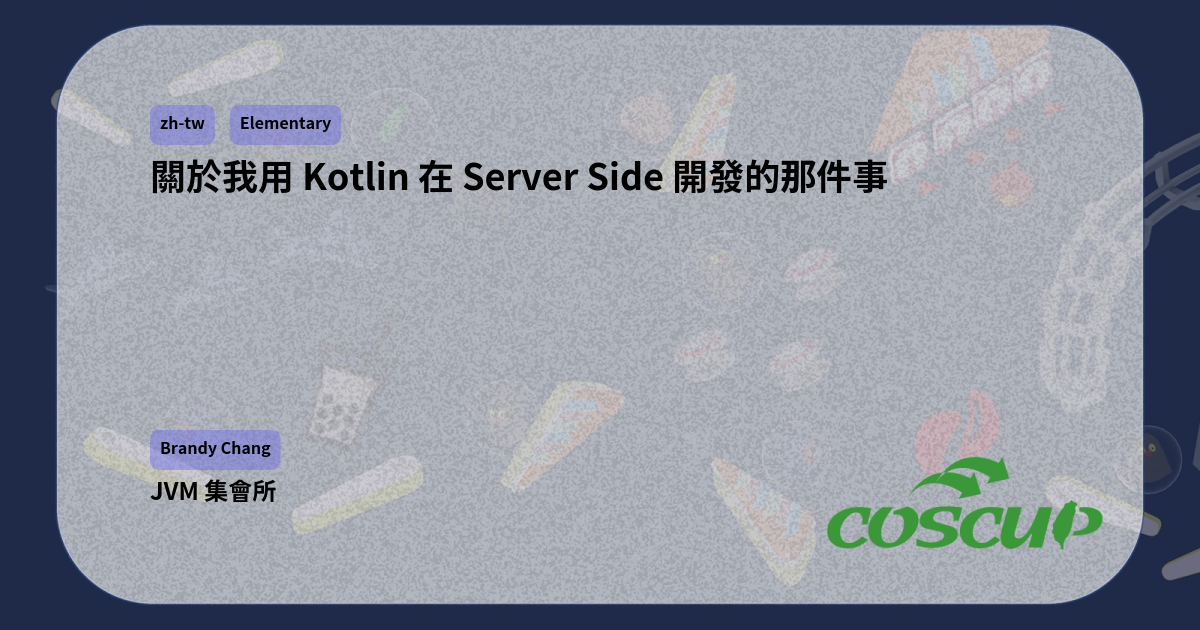 zh-tw Elementary
關於我用 Kotlin 在 Server Side 開發的那件事
Brandy Chang
JVM 集會所
COSCUP